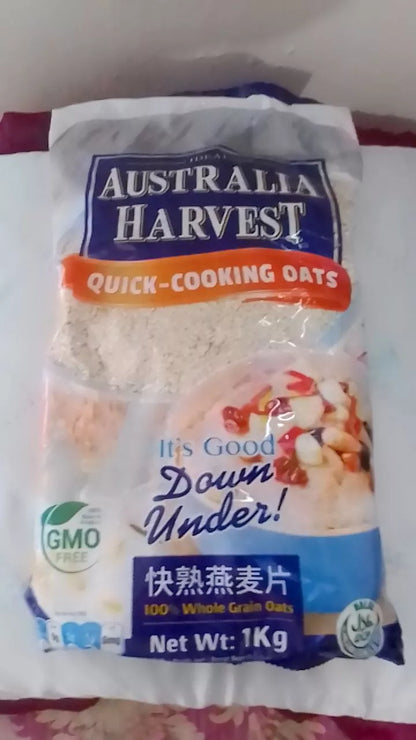 IDEAL
AUSTRALIA
HARVEST
QUICK-COOKING OATS
It's Good
Down
Under!
GMO
FREE
快熟燕麦片
100% Whole Grain Oats
Net Wt: 1Kg
HALAL